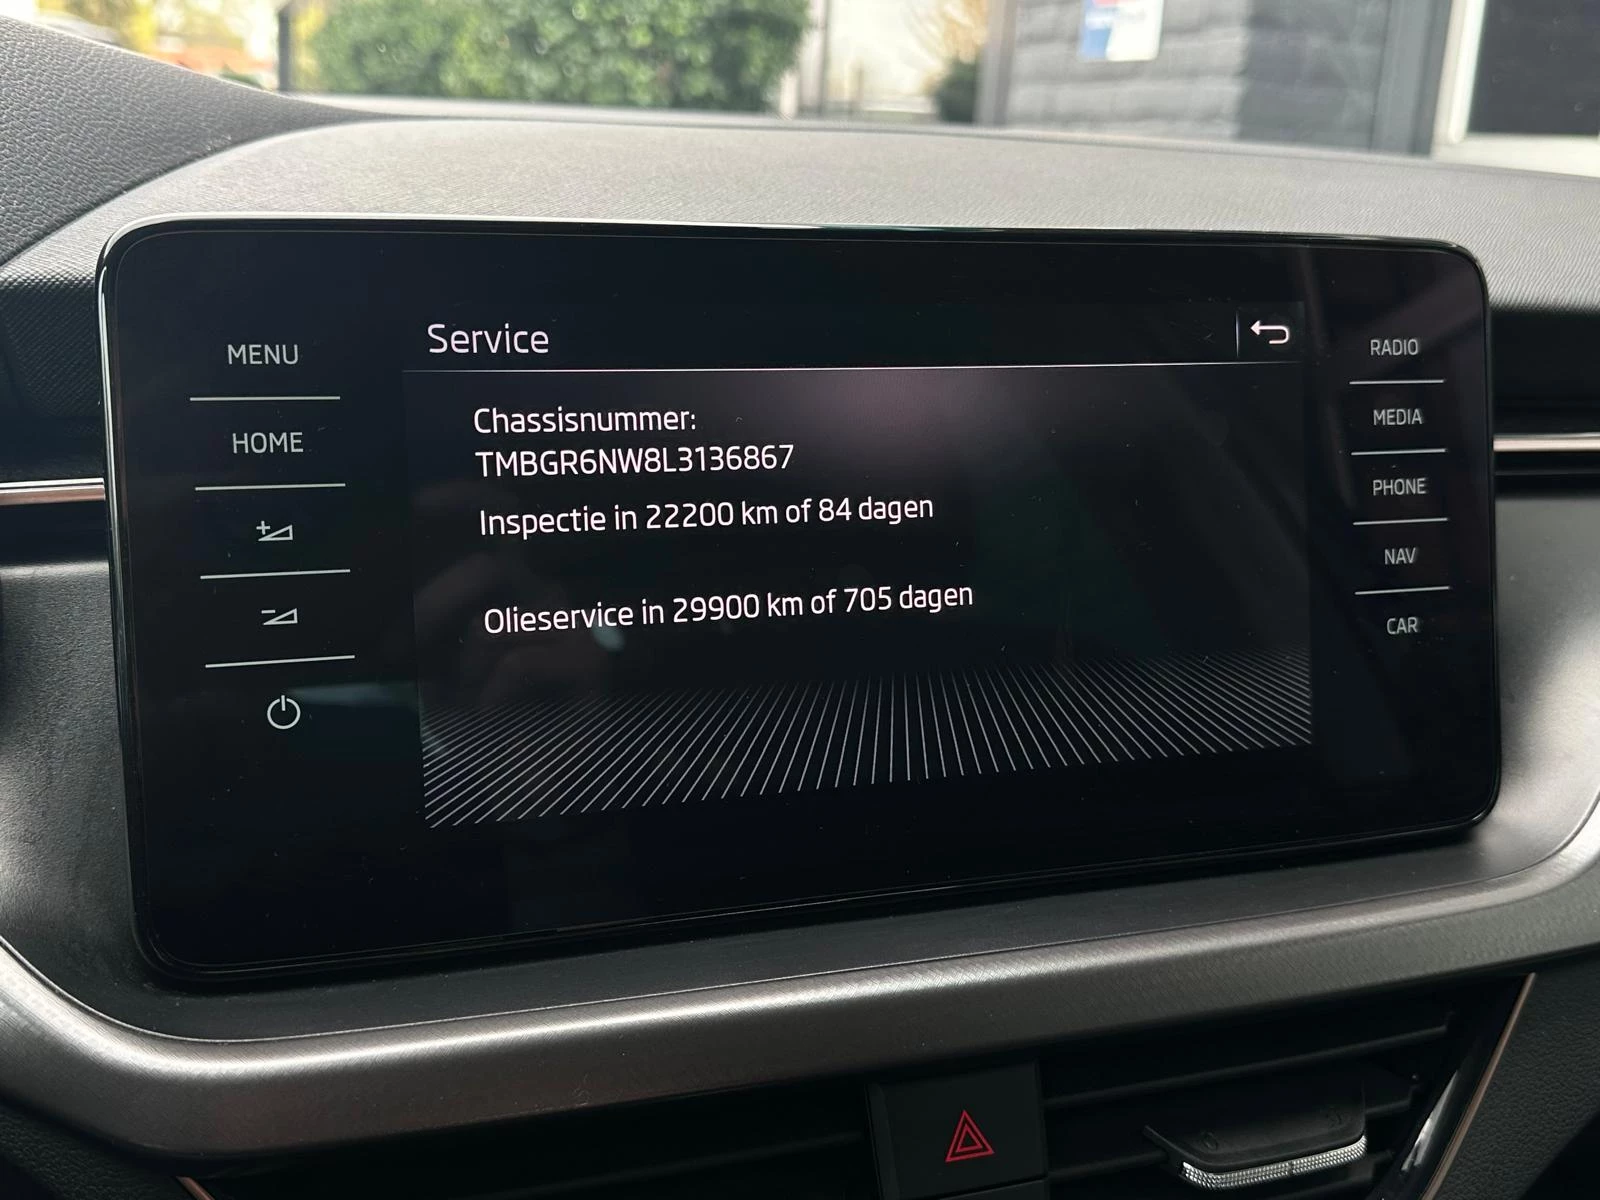 Service
MENU
HOME
Chassisnummer:
TMBGR6NW8L3136867
Inspectie in 22200 km of 84 dagen
Olieservice in 29900 km of 705 dagen
RADIO
MEDIA
PHONE
NAV
CAR